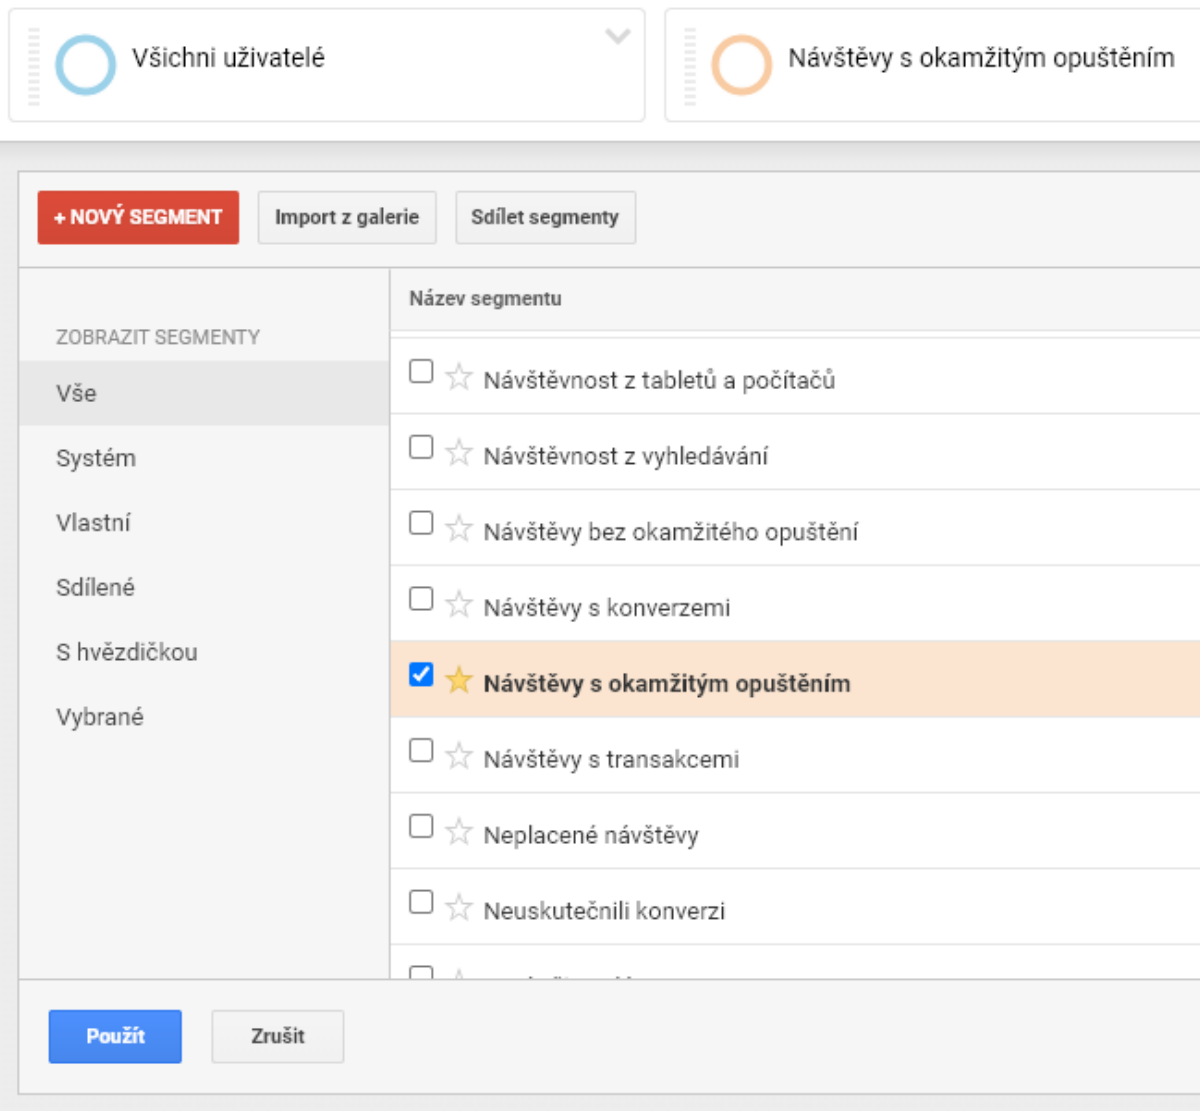 Všichni uživatelé
Návštěvy s okamžitým opuštěním
+ NOVÝ SEGMENT
Import z galerie
Sdílet segmenty
Název segmentu
ZOBRAZIT SEGMENTY
Vše
Systém
Vlastní
Sdílené
S hvězdičkou
Vybrané
Návštěvnost z tabletů a počítačů
Návštěvnost z vyhledávání
Návštěvy bez okamžitého opuštění
Návštěvy s konverzemi
Návštěvy s okamžitým opuštěním
Návštěvy s transakcemi
Neplacené návštěvy
Neuskutečnili konverzi
Použít
Zrušit